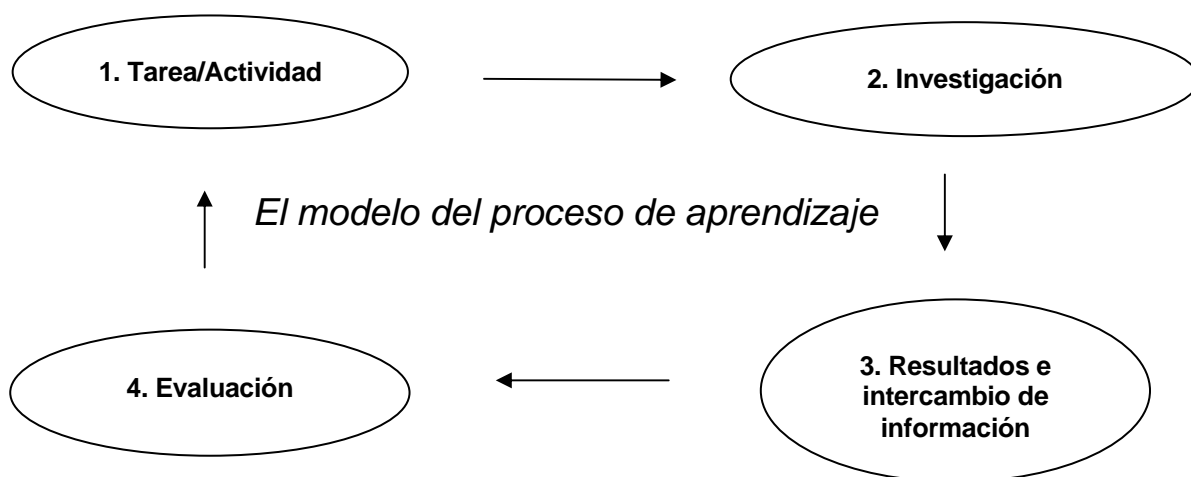 1. Tarea/Actividad
2. Investigación
El modelo del proceso de aprendizaje
4. Evaluación
3. Resultados e
intercambio de
información